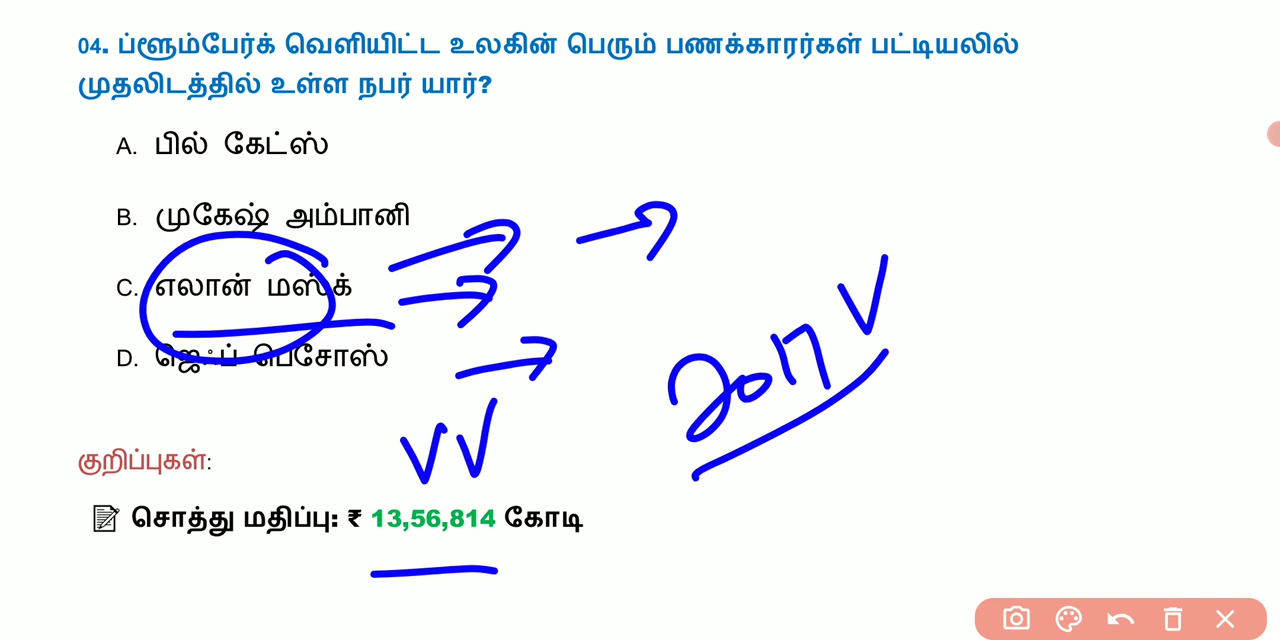 04. ப்ளூம்பேர்க் வெளியிட்ட உலகின் பெரும் பணக்காரர்கள் பட்டியலில்
முதலிடத்தில் உள்ள நபர் யார்?
A. பில் கேட்ஸ்
B. முகேஷ் அம்பானி
C. எலான் மஸ்க்
D. ஜெஃப் பெசோஸ்
2017
குறிப்புகள்:
சொத்து மதிப்பு: ₹ 13,56,814 கோடி